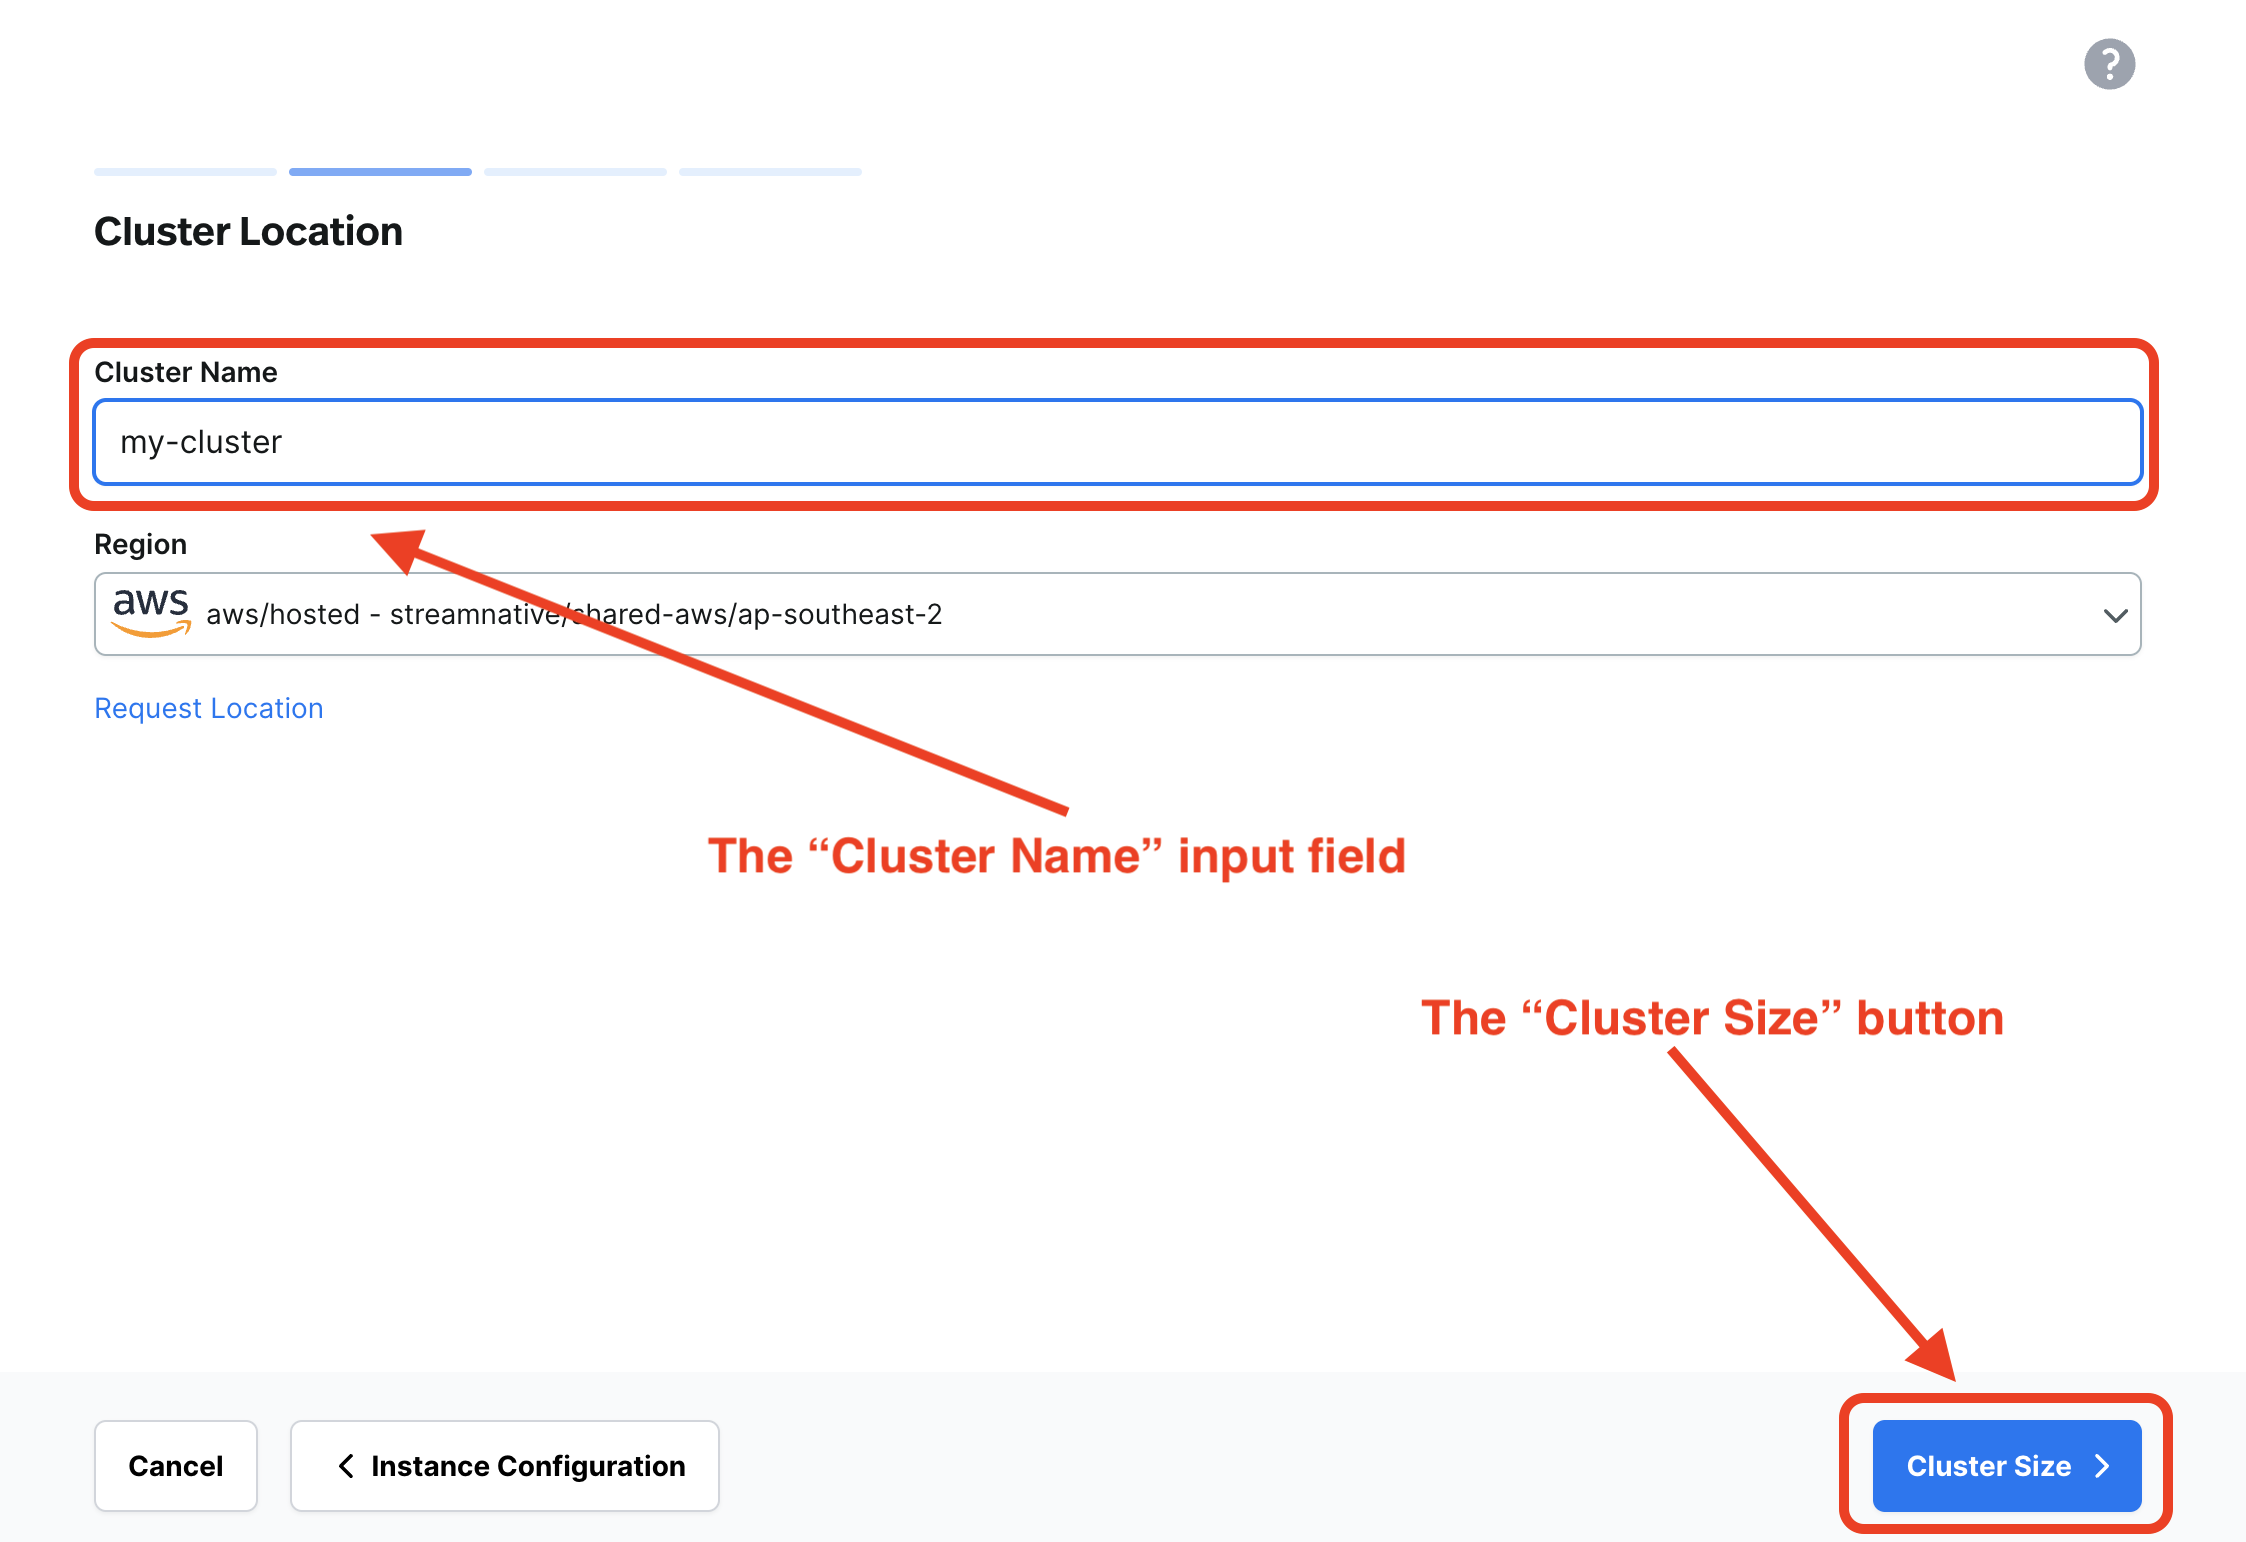 ?
Cluster Location
Cluster Name
my-cluster
Region
aws aws/hosted - streamnative/shared-aws/ap-southeast-2
Request Location
The “Cluster Name” input field
The “Cluster Size” button
Cancel
Instance Configuration
Cluster Size